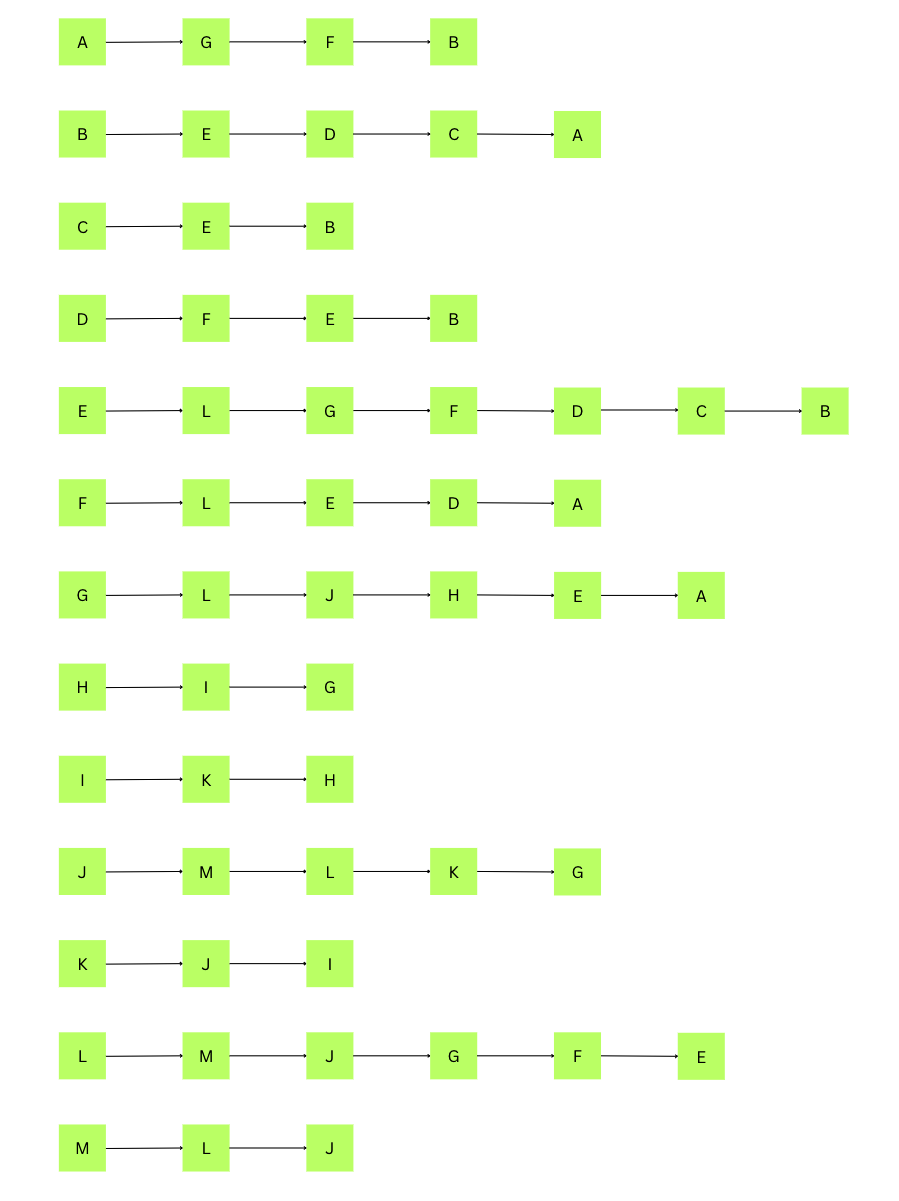 A G F B
B E D C A
C E B
D F E B
E L G F D C B
F L E D A
G L J H E A
H I G
I K H
J M L K G
K J I
L M J G F E
M L J